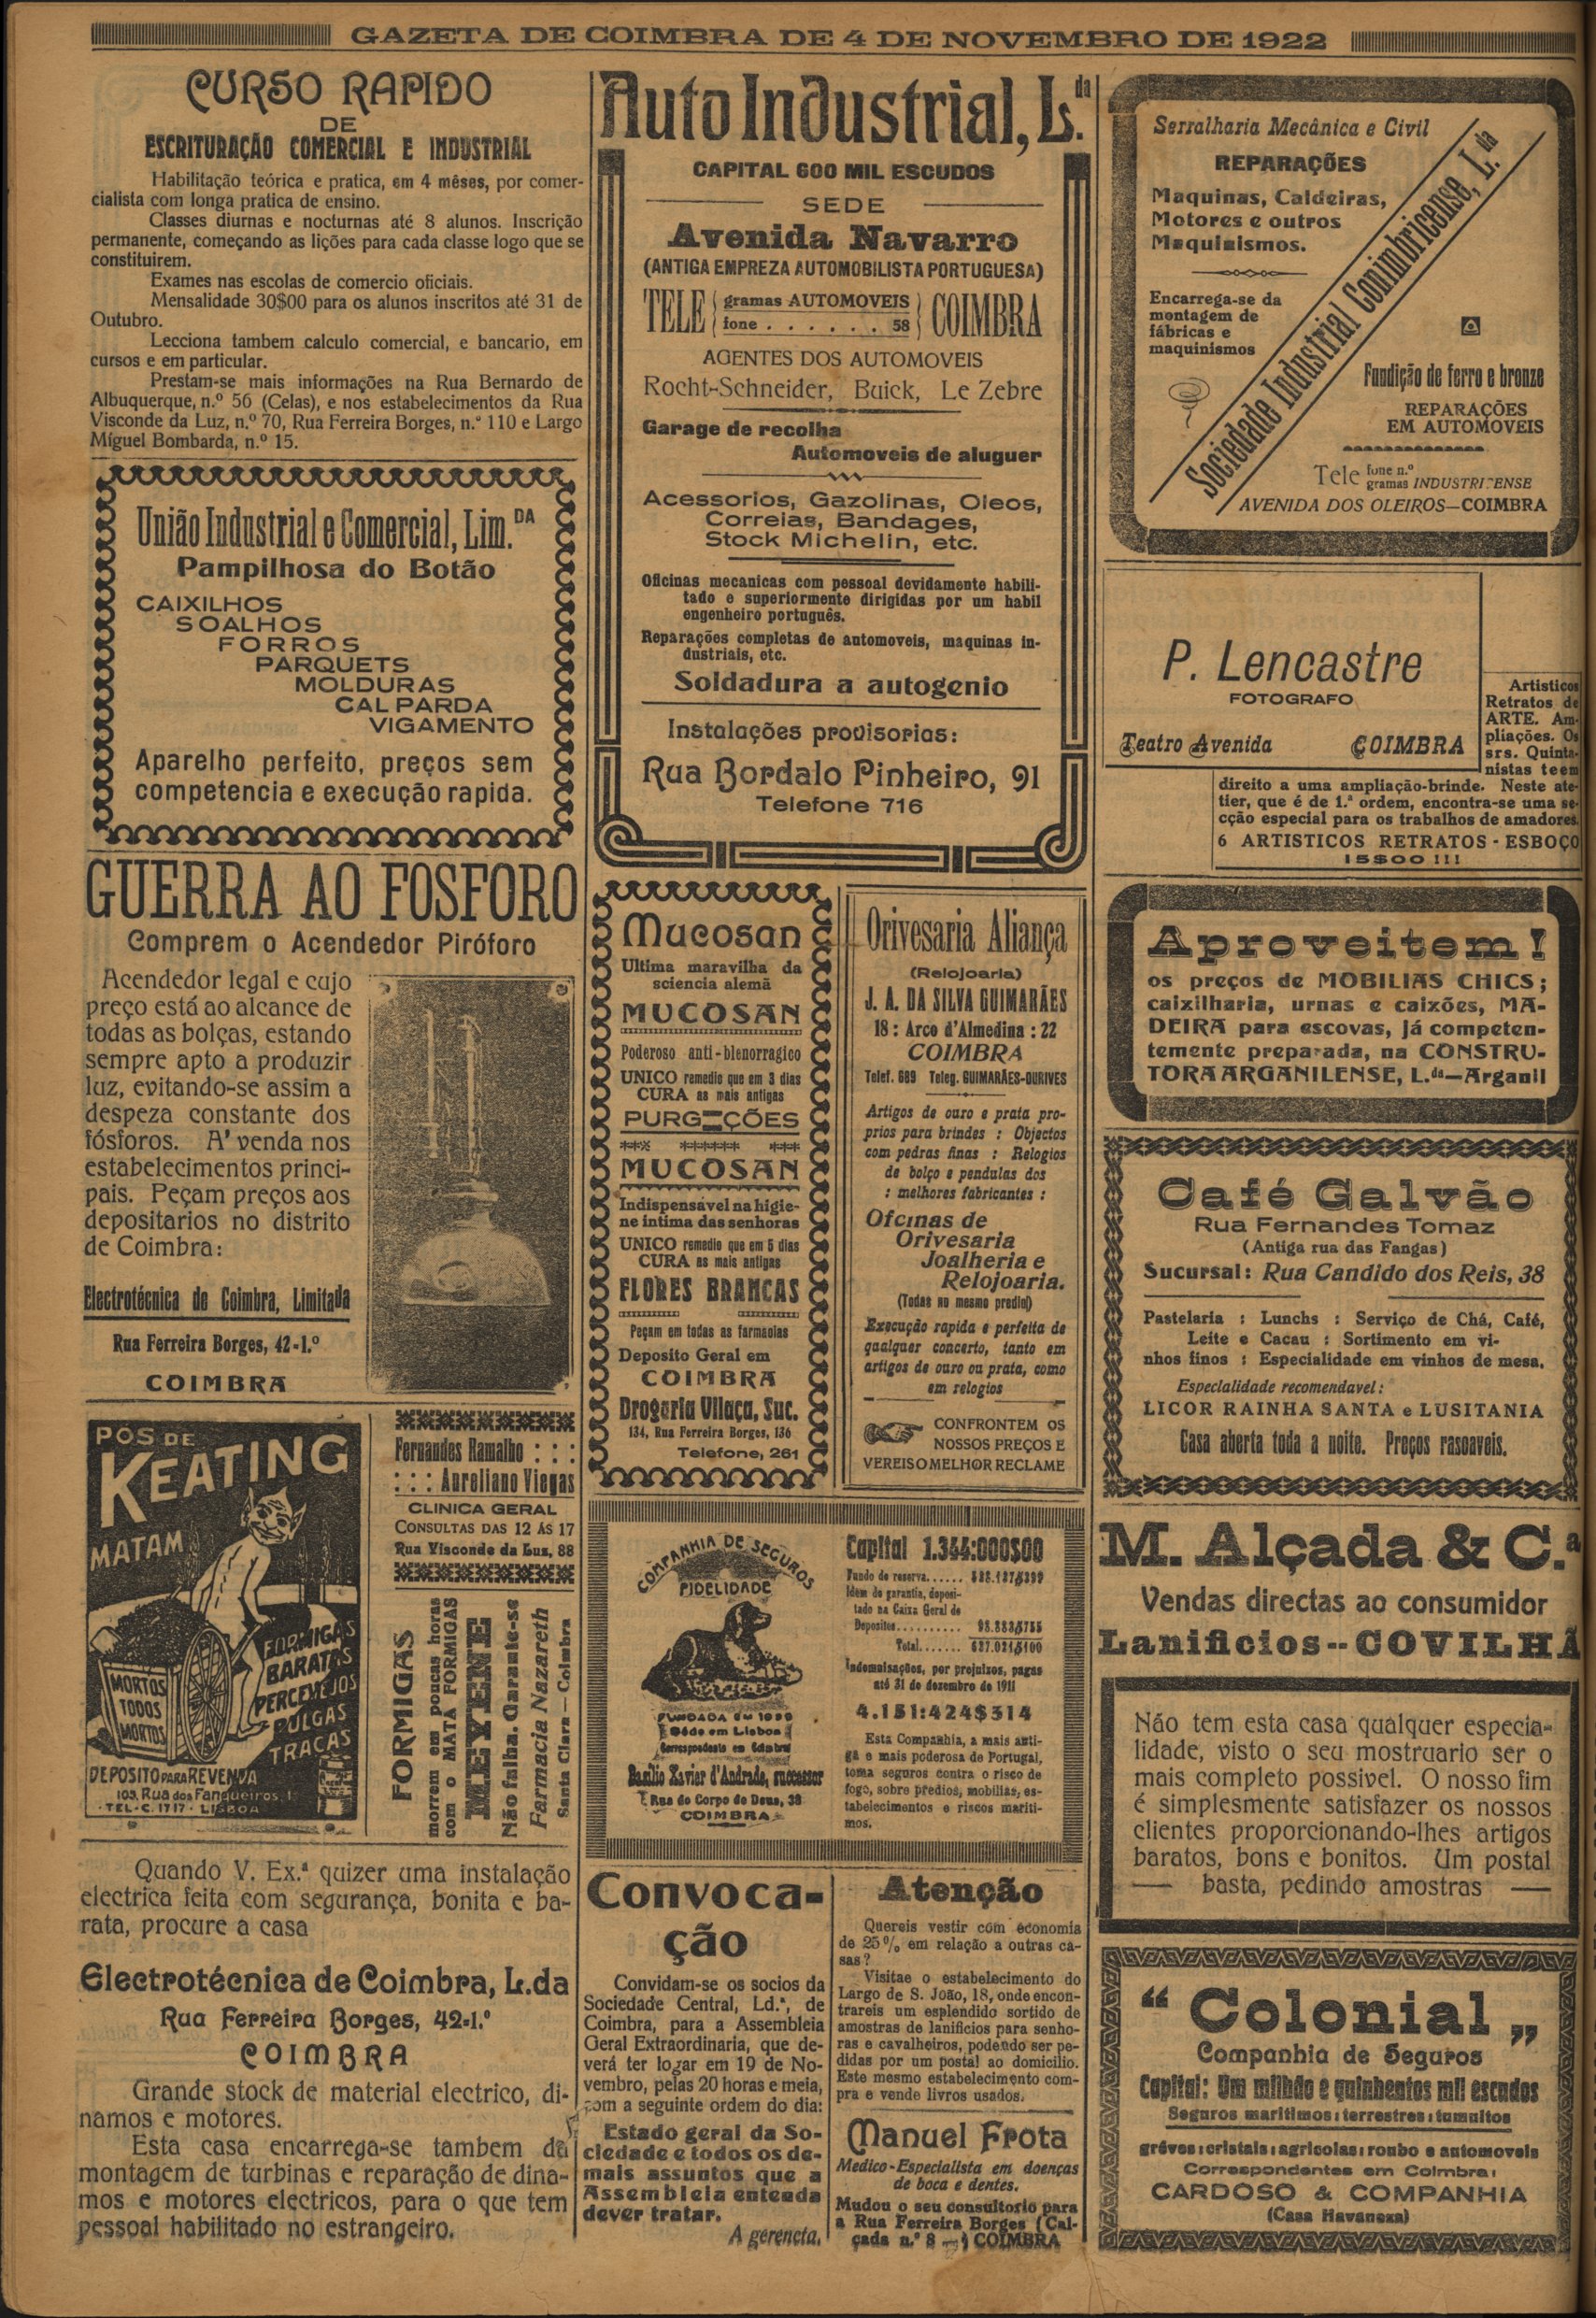 GAZETA DE COIMBRA DE 4 DE NOVEMBRO DE 1922
CURSO RAPIDO
DE
ESCRITURAÇÃO COMERCIAL E INDUSTRIAL
Habilitação teórica e pratica, em 4 mêses, por comer-
cialista com longa pratica de ensino.
Classes diurnas e nocturnas até 8 alunos. Inscrição
permanente, começando as lições para cada classe logo que se
constituirem.
Exames nas escolas de comercio oficiais.
Mensalidade 30$00 para os alunos inscritos até 31 de
Outubro.
Lecciona tambem calculo comercial, e bancario, em
cursos e em particular.
Prestam-se mais informações na Rua Bernardo de
Albuquerque, n.º 56 (Celas), e nos estabelecimentos da Rua
Visconde da Luz, n.º 70, Rua Ferreira Borges, n.º 110 e Largo
Miguel Bombarda, n.º 15.
União Industrial e Comercial, Lim.DA
Pampilhosa do Botão
CAIXILHOS
SOALHOS
FORROS
PARQUETS
MOLDURAS
CAL PARDA
VIGAMENTO
Aparelho perfeito, preços sem
competencia e execução rapida.
GUERRA AO FOSFORO
Comprem o Acendedor Piróforo
Acendedor legal e cujo
preço está ao alcance de
todas as bolças, estando
sempre apto a produzir
luz, evitando-se assim a
despeza constante dos
fósforos. A' venda nos
estabelecimentos princi-
pais. Peçam preços aos
depositarios no distrito
de Coimbra:
Electrotécnica de Coimbra, Limitada
Rua Ferreira Borges, 42-1.º
COIMBRA
PÓS DE
KEATING
MATAM
FORMIGAS
BARATAS
PERCEVEJOS
PULGAS
TRAÇAS
MORTOS
TODOS
MORTOS
DEPOSITO PARA REVENDA
109, Rua dos Fanqueiros, 1º
TEL-C. 1717 - LISBOA
Fernandes Ramalho : : :
: : : Aureliano Viegas
CLINICA GERAL
CONSULTAS DAS 12 ÁS 17
Rua Visconde da Luz, 88
FORMIGAS
morrem em poucas horas
com o MATA FORMIGAS
MEYENE
Não falha. Garante-se
Farmacia Nazareth
Santa Clara — Coimbra
Quando V. Ex.ª quizer uma instalação
electrica feita com segurança, bonita e ba-
rata, procure a casa
Electrotécnica de Coimbra, L.da
Rua Ferreira Borges, 42-1.º
COIMBRA
Grande stock de material electrico, di-
namos e motores.
Esta casa encarrega-se tambem da
montagem de turbinas e reparação de dina-
mos e motores electricos, para o que tem
pessoal habilitado no estrangeiro.
Auto Industrial, L.da
CAPITAL 600 MIL ESCUDOS
SEDE
Avenida Navarro
(ANTIGA EMPREZA AUTOMOBILISTA PORTUGUESA)
TELE gramas AUTOMOVEIS COIMBRA
fone . . . . . . 58
AGENTES DOS AUTOMOVEIS
Rocht-Schneider, Buick, Le Zebre
Garage de recolha
Automoveis de aluguer
Acessorios, Gazolinas, Oleos,
Correias, Bandages,
Stock Michelin, etc.
Oficinas mecanicas com pessoal devidamente habili-
tado e superiormente dirigidas por um habil
engenheiro português.
Reparações completas de automoveis, maquinas in-
dustriais, etc.
Soldadura a autogenio
Instalações provisorias:
Rua Bordalo Pinheiro, 91
Telefone 716
Mucosan
Ultima maravilha da
sciencia alemã
MUCOSAN
Poderoso anti-blenorragico
UNICO remedio que em 3 dias
CURA as mais antigas
PURGAÇÕES
MUCOSAN
Indispensavel na higie-
ne intima das senhoras
UNICO remedio que em 5 dias
CURA as mais antigas
FLORES BRANCAS
Peçam em todas as farmacias
Deposito Geral em
COIMBRA
Drogaria Vilaça, Suc.
134, Rua Ferreira Borges, 136
Telefone, 261
Orivesaria Aliança
(Relojoaria)
J. A. DA SILVA GUIMARÃES
18 : Arco d'Almedina : 22
COIMBRA
Telef. 689 Teleg. GUIMARÃES-OURIVES
Artigos de ouro e prata pro-
prios para brindes : Objectos
com pedras finas : Relogios
de bolço e pendulas dos
: melhores fabricantes :
Ofcinas de
Orivesaria
Joalheria e
Relojoaria.
(Todas no mesmo predio)
Execução rapida e perfeita de
qualquer concerto, tanto em
artigos de ouro ou prata, como
em relogios
CONFRONTEM OS
NOSSOS PREÇOS E
VEREIS O MELHOR RECLAME
COMPANHIA DE SEGUROS
FIDELIDADE
FUNDADA EM
Séde em Lisboa
Correspondente em Coimbra
Basilio Xavier d'Andrade, successor
Rua do Corpo de Deus, 38
COIMBRA
Capital 1.344:000$00
Fundo de reserva......
Idem de garantia, deposi-
tado na Caixa Geral de
Depositos..........
Total.......
Indemnisações, por prejuizos, pagas
até 31 de dezembro de 1911
4.151:424$314
Esta Companhia, a mais anti-
ga e mais poderosa de Portugal,
toma seguros contra o risco de
fogo, sobre predios, mobilias, es-
tabelecimentos e riscos mariti-
mos.
Convoca-
ção
Convidam-se os socios da
Sociedade Central, Ld.ª, de
Coimbra, para a Assembleia
Geral Extraordinaria, que de-
verá ter logar em 19 de No-
vembro, pelas 20 horas e meia,
com a seguinte ordem do dia:
Estado geral da So-
ciedade e todos os de-
mais assuntos que a
Assembleia entenda
dever tratar.
A gerencia.
Atenção
Quereis vestir com economia
de 25 % em relação a outras ca-
sas?
Visitae o estabelecimento do
Largo de S. João, 18, onde encon-
trareis um esplendido sortido de
amostras de lanificios para senho-
ras e cavalheiros, podendo ser pe-
didas por um postal ao domicilio.
Este mesmo estabelecimento com-
pra e vende livros usados.
Manuel Frota
Medico-Especialista em doenças
de boca e dentes.
Mudou o seu consultorio para
a Rua Ferreira Borges (Cal-
çada n.º 8 — ) COIMBRA
Serralharia Mecânica e Civil
REPARAÇÕES
Maquinas, Caldeiras,
Motores e outros
Maquinismos.
Encarrega-se da
montagem de
fábricas e
maquinismos
Sociedade Industrial Conimbricense, L.da
Fundição de ferro e bronze
REPARAÇÕES
EM AUTOMOVEIS
Tele fone n.º
gramas INDUSTRICENSE
AVENIDA DOS OLEIROS—COIMBRA
P. Lencastre
FOTOGRAFO
Teatro Avenida COIMBRA
Artisticos
Retratos de
ARTE. Am-
pliações. Os
srs. Quinta-
nistas teem
direito a uma ampliação-brinde. Neste ate-
tier, que é de 1.ª ordem, encontra-se uma se-
cção especial para os trabalhos de amadores.
6 ARTISTICOS RETRATOS - ESBOÇO
15$00 !!!
Aproveitem!
os preços de MOBILIAS CHICS;
caixilharia, urnas e caixões, MA-
DEIRA para escovas, já competen-
temente preparada, na CONSTRU-
TORA ARGANILENSE, L.da—Arganil
Café Galvão
Rua Fernandes Tomaz
(Antiga rua das Fangas)
Sucursal: Rua Candido dos Reis, 38
Pastelaria : Lunchs : Serviço de Chá, Café,
Leite e Cacau : Sortimento em vi-
nhos finos : Especialidade em vinhos de mesa.
Especialidade recomendavel:
LICOR RAINHA SANTA e LUSITANIA
Casa aberta toda a noite. Preços rasoaveis.
M. Alçada & C.ª
Vendas directas ao consumidor
Lanificios--COVILHÃ
Não tem esta casa qualquer especia-
lidade, visto o seu mostruario ser o
mais completo possivel. O nosso fim
é simplesmente satisfazer os nossos
clientes proporcionando-lhes artigos
baratos, bons e bonitos. Um postal
— basta, pedindo amostras —
“ Colonial „
Companhia de Seguros
Capital: Um milhão e quinhentos mil escudos
Seguros maritimos : terrestres : tumultos
gréves : cristais : agricolas : roubo e automoveis
Correspondentes em Coimbra:
CARDOSO & COMPANHIA
(Casa Havaneza)